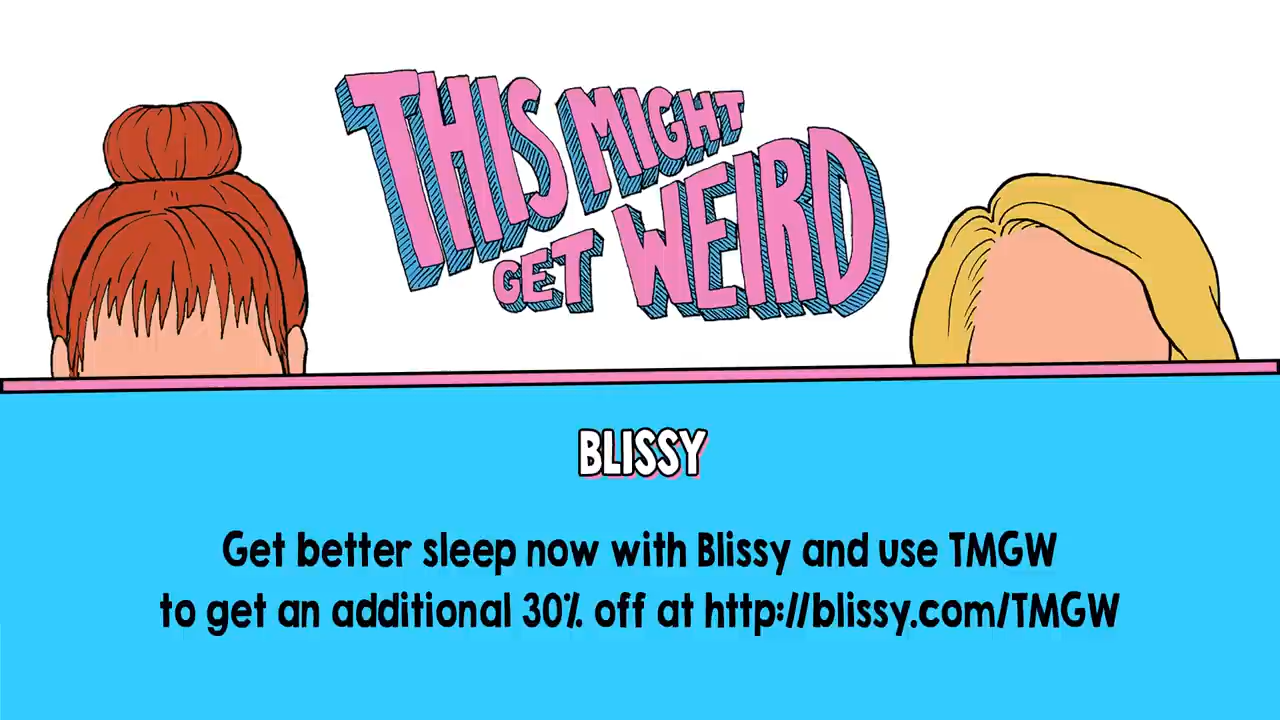 THIS MIGHT
GET WEIRD
BLISSY
Get better sleep now with Blissy and use TMGW
to get an additional 30% off at http://blissy.com/TMGW